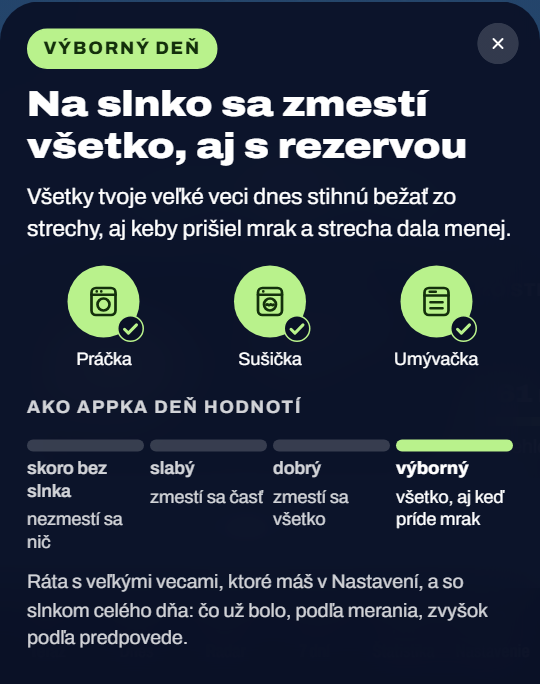 VÝBORNÝ DEŇ
Na slnko sa zmestí
všetko, aj s rezervou
Všetky tvoje veľké veci dnes stihnú bežať zo
strechy, aj keby prišiel mrak a strecha dala menej.
Práčka
Sušička
Umývačka
AKO APPKA DEŇ HODNOTÍ
skoro bez
slnka
nezmestí sa
nič
slabý
zmestí sa časť
dobrý
zmestí sa
všetko
výborný
všetko, aj keď
príde mrak
Ráta s veľkými vecami, ktoré máš v Nastavení, a so
slnkom celého dňa: čo už bolo, podľa merania, zvyšok
podľa predpovede.